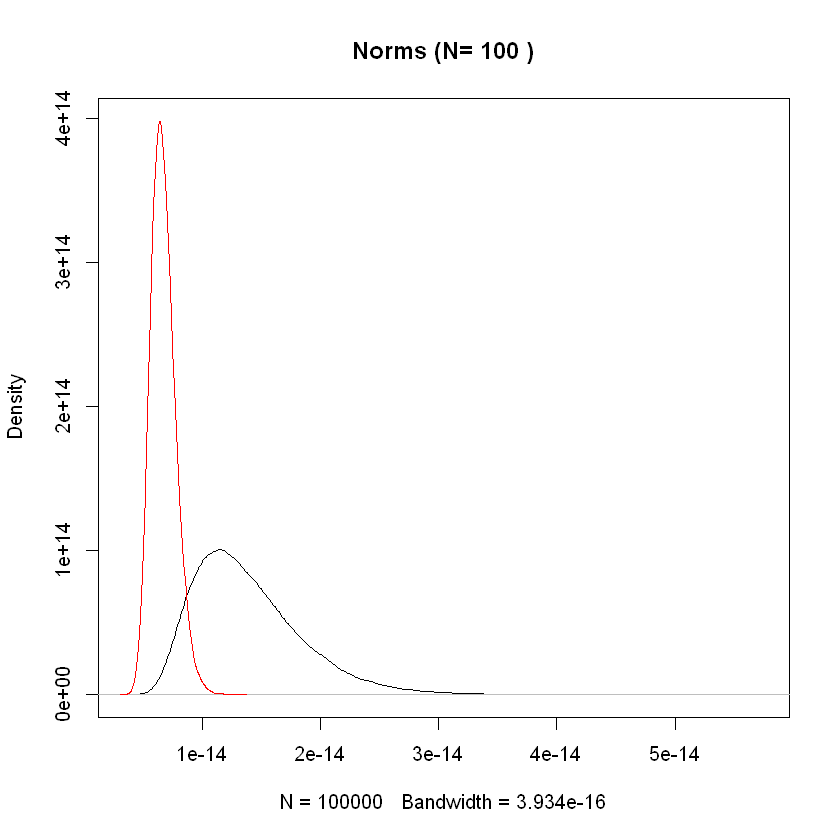 Norms (N= 100 )
4e+14
3e+14
2e+14
1e+14
0e+00
Density
1e-14 2e-14 3e-14 4e-14 5e-14
N = 100000 Bandwidth = 3.934e-16